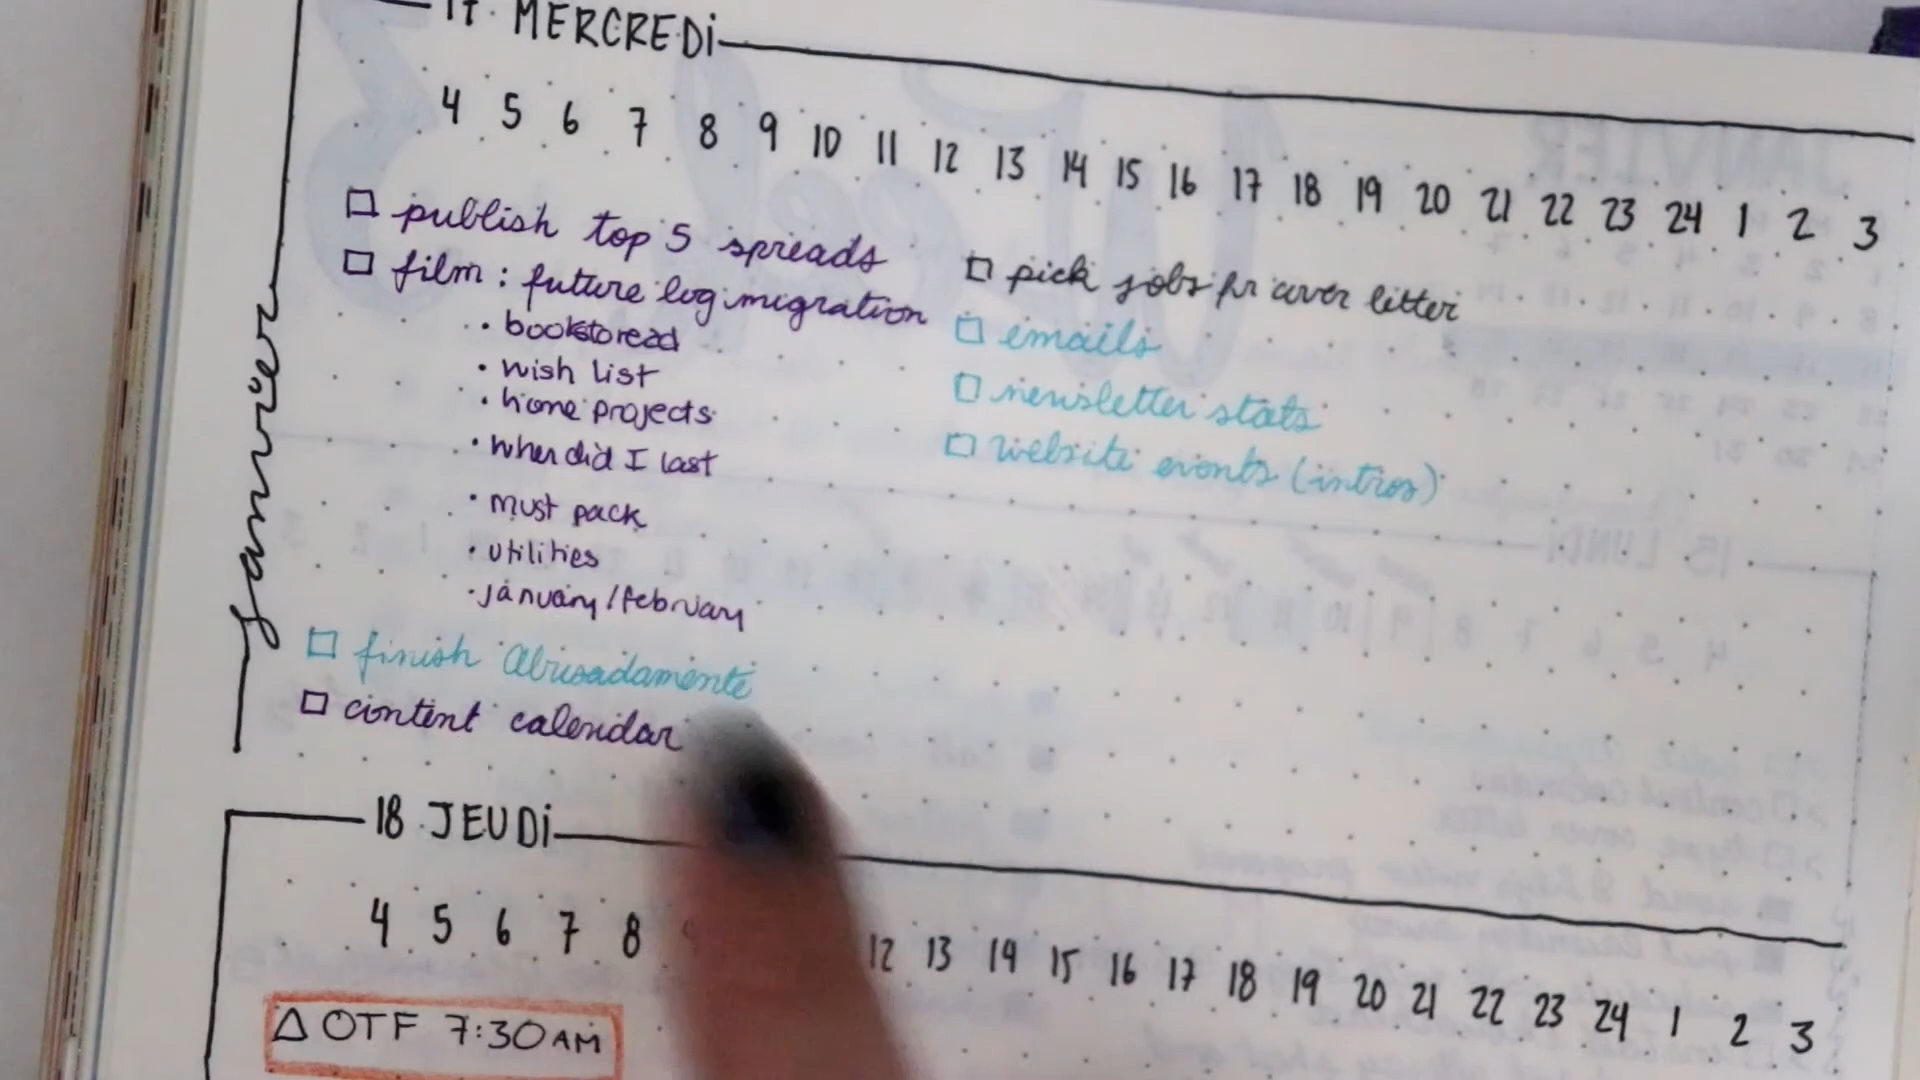 17 MERCREDi
4 5 6 7 8 9 10 11 12 13 14 15 16 17 18 19 20 21 22 23 24 1 2 3
janvier
□ publish top 5 spreads
□ film: future log migration
• bookstoread
• wish list
• home projects
• when did I last
• must pack
• utilities
• january/february
□ finish abusadamente
□ content calendar
□ pick jobs for cover letter
□ emails
□ newsletter stats
□ website events (intros)
18 JEUDi
4 5 6 7 8 12 13 14 15 16 17 18 19 20 21 22 23 24 1 2 3
△ OTF 7:30AM